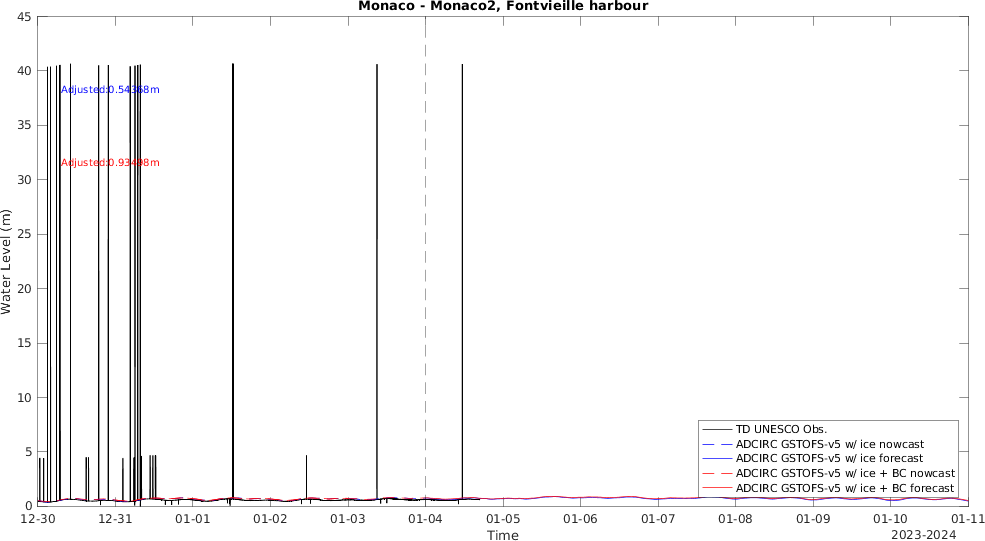 Monaco - Monaco2, Fontvieille harbour
45
40
35
30
25
20
15
10
5
0
Water Level (m)
Adjusted:0.54368m
Adjusted:0.93498m
TD UNESCO Obs.
ADCIRC GSTOFS-v5 w/ ice nowcast
ADCIRC GSTOFS-v5 w/ ice forecast
ADCIRC GSTOFS-v5 w/ ice + BC nowcast
ADCIRC GSTOFS-v5 w/ ice + BC forecast
12-30 12-31 01-01 01-02 01-03 01-04 01-05 01-06 01-07 01-08 01-09 01-10 01-11
Time
2023-2024